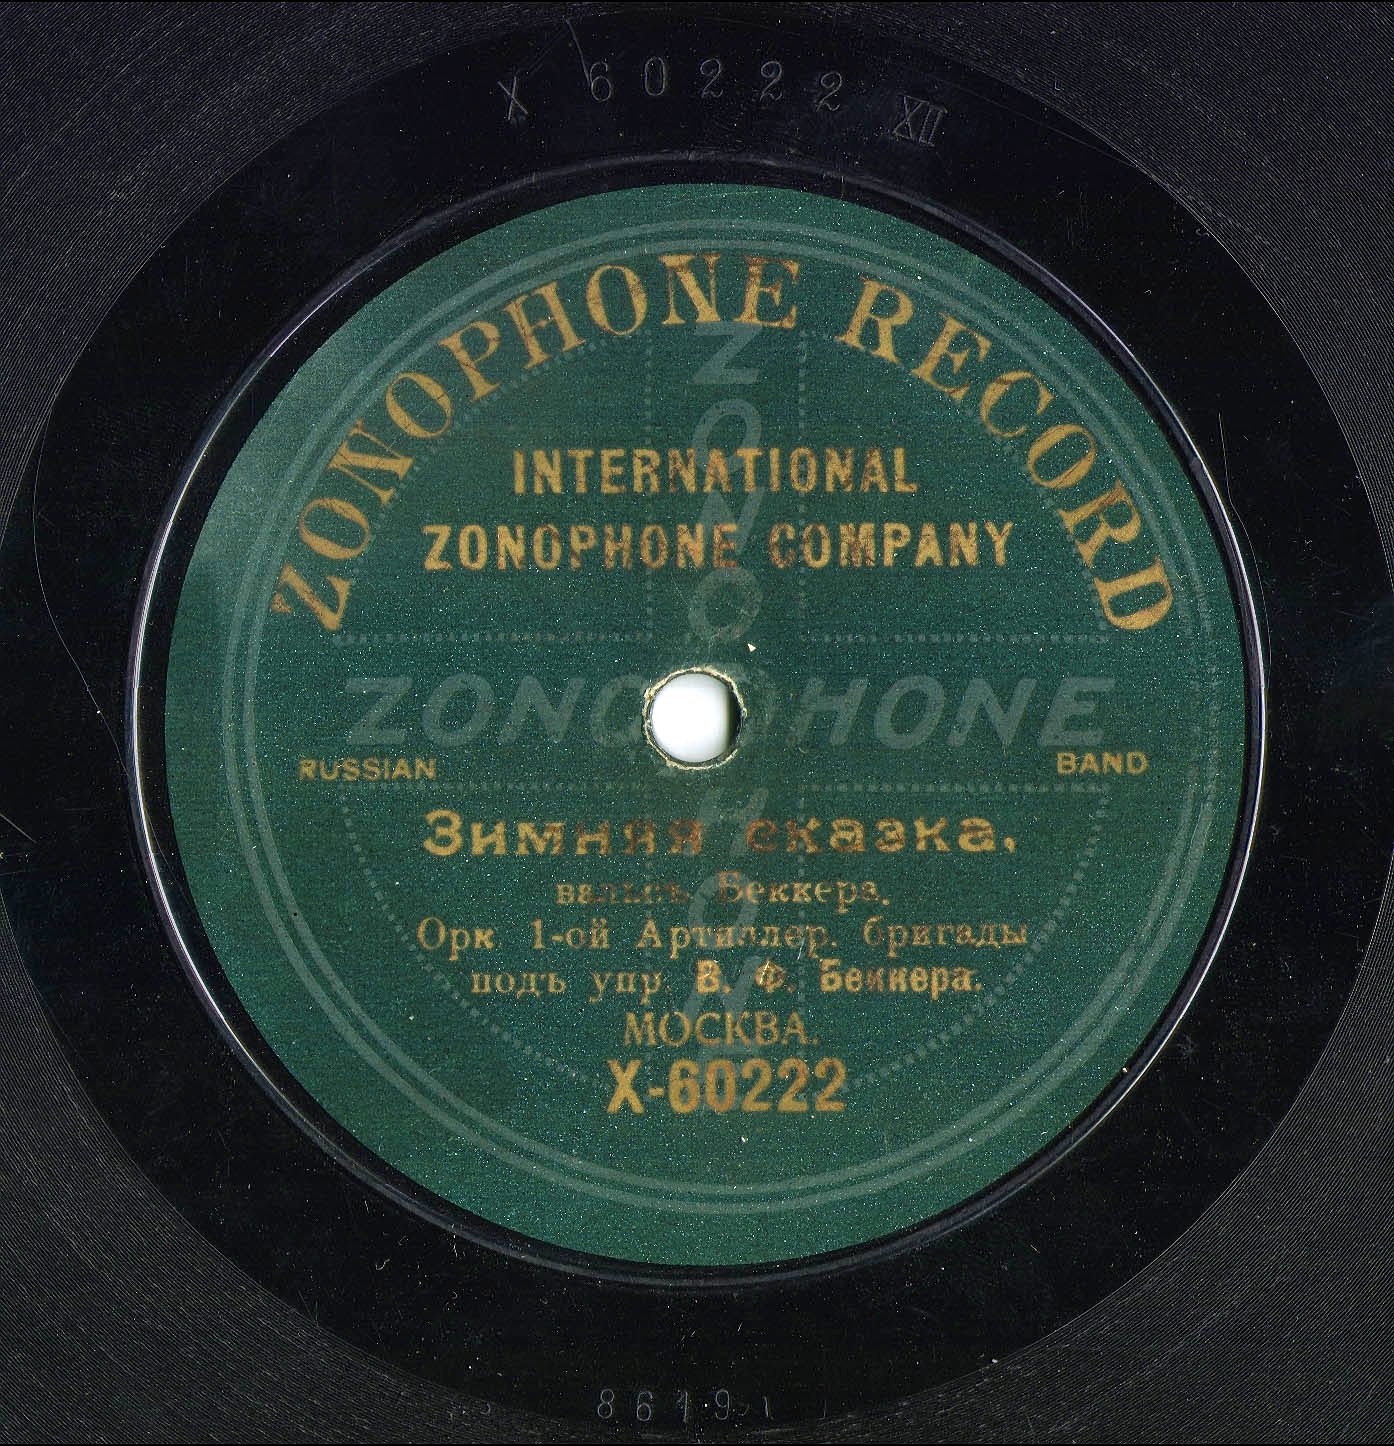 X 60222 XII
ZONOPHONE RECORD
INTERNATIONAL
ZONOPHONE COMPANY
ZONOPHONE
ZONOPHONE
RUSSIAN BAND
Зимняя сказка,
вальсъ Беккера.
Орк. 1-ой Артиллер. бригады
подъ упр. В. Ф. Беккера.
МОСКВА.
X-60222